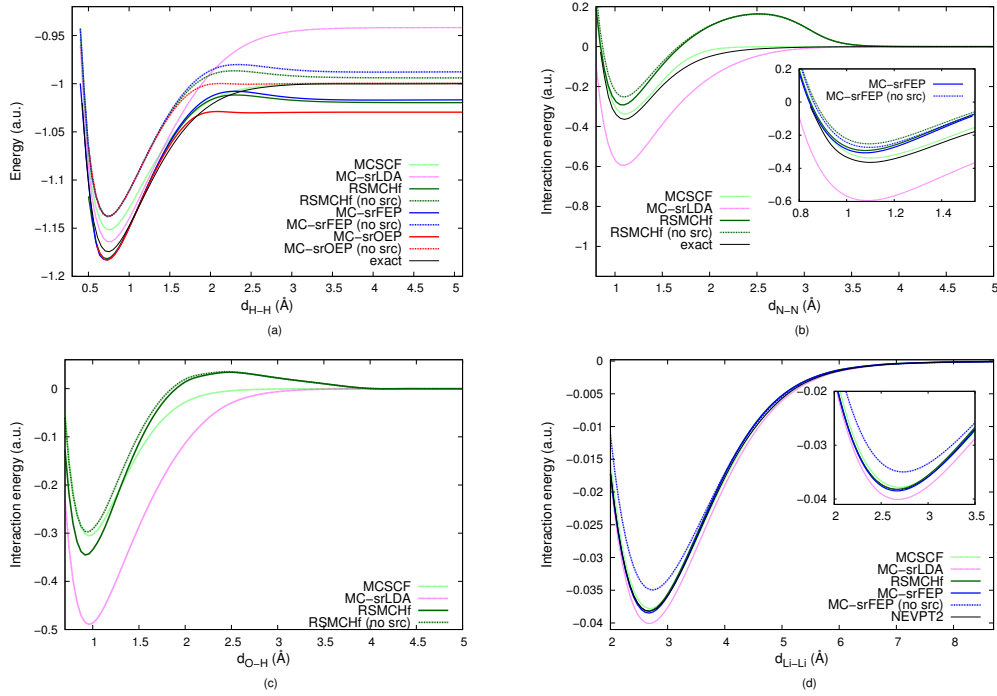 −0.95
−1
−1.05
−1.1
−1.15
−1.2
Energy (a.u.)
MCSCF
MC−srLDA
RSMCHf
RSMCHf (no src)
MC−srFEP
MC−srFEP (no src)
MC−srOEP
MC−srOEP (no src)
exact
0.5 1 1.5 2 2.5 3 3.5 4 4.5 5
dH−H (Å)
(a)
0.2
0
−0.2
−0.4
−0.6
−0.8
−1
Interaction energy (a.u.)
MC−srFEP
MC−srFEP (no src)
0.2
0
−0.2
−0.4
−0.6
0.8 1 1.2 1.4
MCSCF
MC−srLDA
RSMCHf
RSMCHf (no src)
exact
1 1.5 2 2.5 3 3.5 4 4.5 5
dN−N (Å)
(b)
0
−0.1
−0.2
−0.3
−0.4
−0.5
Interaction energy (a.u.)
MCSCF
MC−srLDA
RSMCHf
RSMCHf (no src)
1 1.5 2 2.5 3 3.5 4 4.5 5
dO−H (Å)
(c)
0
−0.005
−0.01
−0.015
−0.02
−0.025
−0.03
−0.035
−0.04
Interaction energy (a.u.)
−0.02
−0.03
−0.04
2 2.5 3 3.5
MCSCF
MC−srLDA
RSMCHf
MC−srFEP
MC−srFEP (no src)
NEVPT2
2 3 4 5 6 7 8
dLi−Li (Å)
(d)